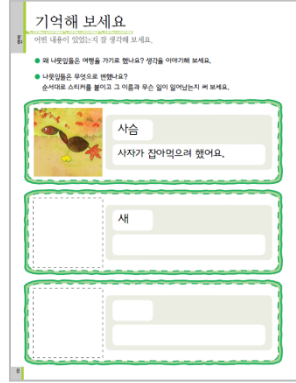 기억해 보세요
어떤 내용이 있었는지 잘 생각해 보세요.
왜 나뭇잎들은 여행을 가기로 했나요? 생각을 이야기해 보세요.
나뭇잎들은 무엇으로 변했나요?
순서대로 스티커를 붙이고 그 이름과 무슨 일이 일어났는지 써 보세요.
사슴
사자가 잡아먹으려 했어요.
새